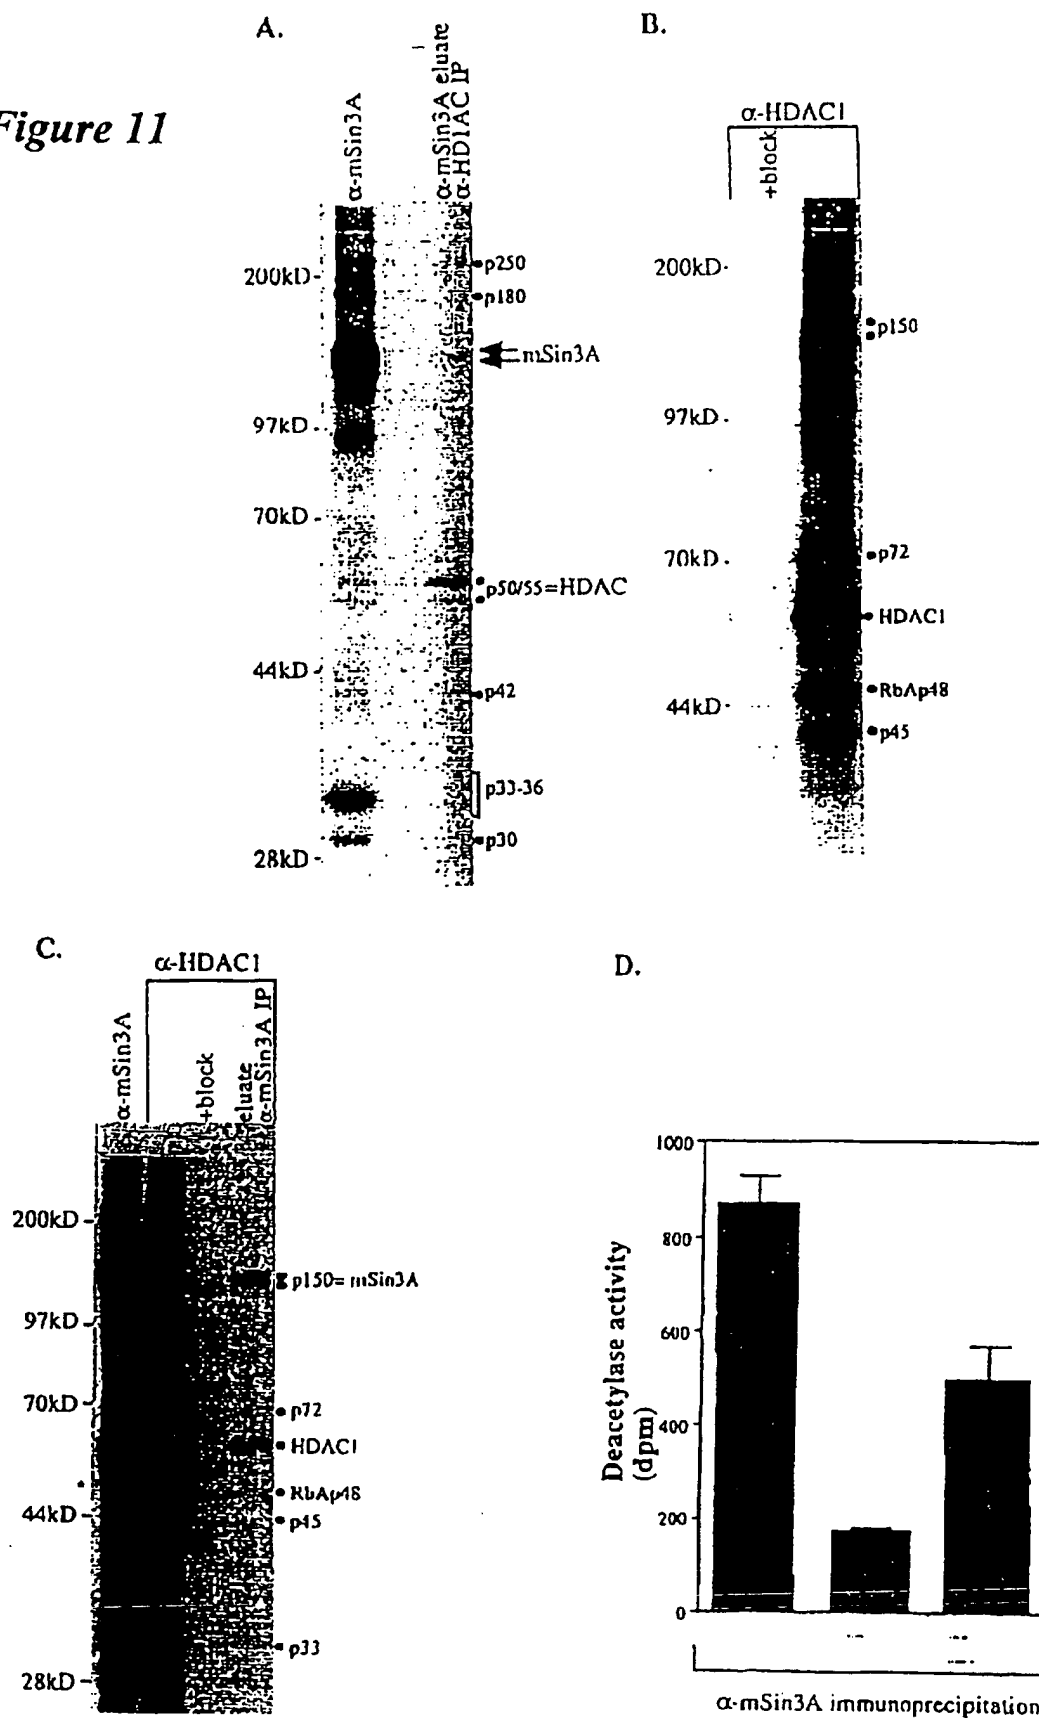 Figure 11
A.
α-mSin3A
α-mSin3A eluate
α-HD1AC IP
200kD
97kD
70kD
44kD
28kD
p250
p180
mSin3A
p50/55=HDAC
p42
p33-36
p30
B.
α-HDAC1
+block
200kD
97kD
70kD
44kD
p150
p72
HDAC1
RbAp48
p45
C.
α-HDAC1
α-mSin3A
+block
eluate
α-mSin3A IP
200kD
97kD
70kD
44kD
28kD
p150= mSin3A
p72
HDAC1
RbAp48
p45
p33
D.
Deacetylase activity
(dpm)
1000
800
600
400
200
0
α-mSin3A immunoprecipitation